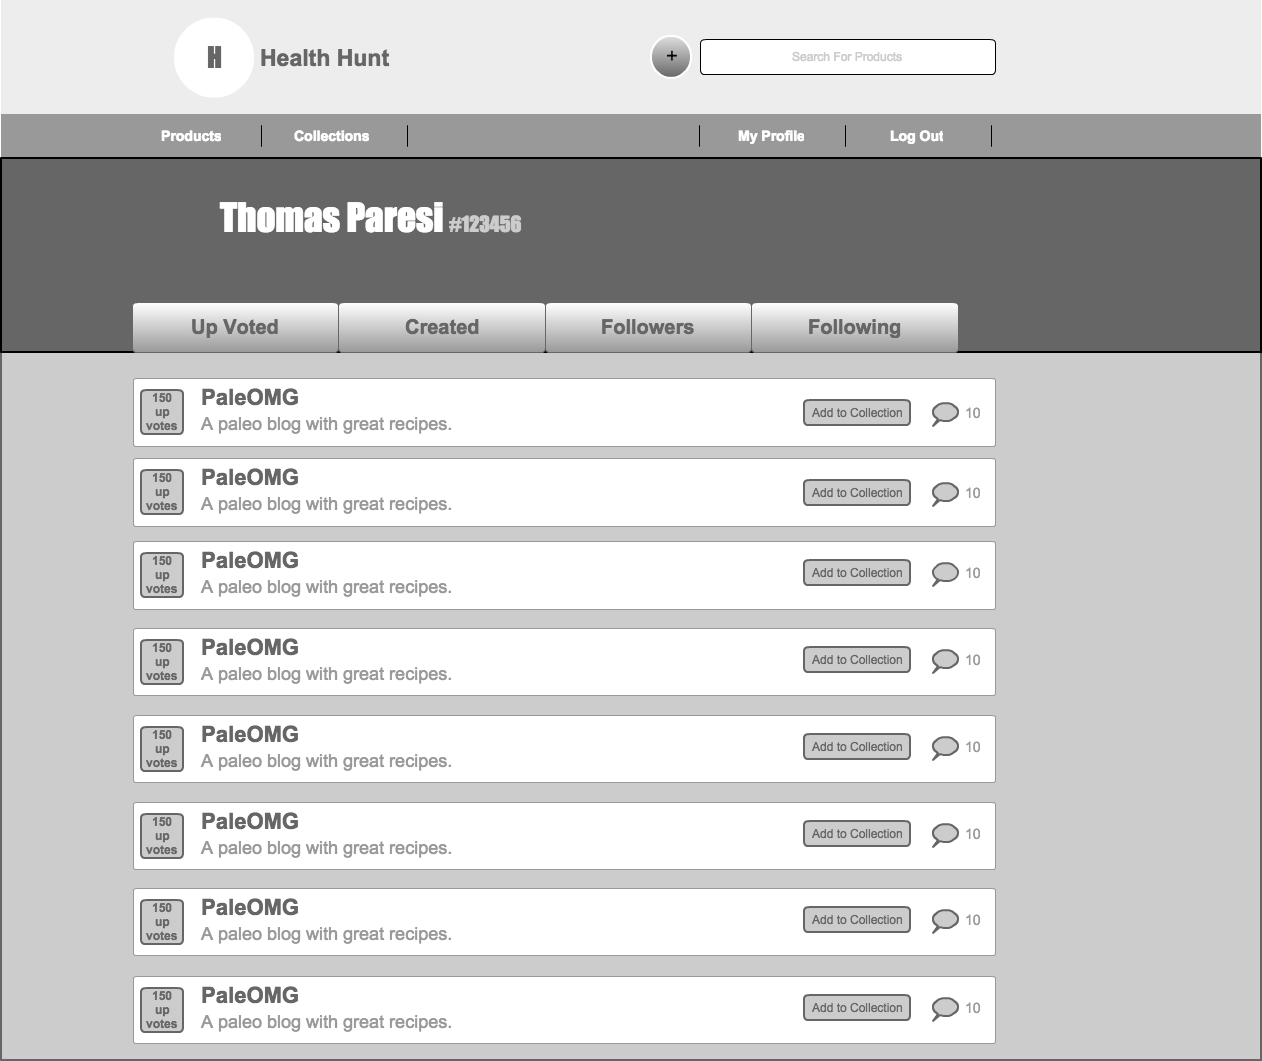 H Health Hunt + Search For Products
Products Collections My Profile Log Out
Thomas Paresi #123456
Up Voted Created Followers Following
150
up
votes
PaleOMG
A paleo blog with great recipes.
Add to Collection 10
150
up
votes
PaleOMG
A paleo blog with great recipes.
Add to Collection 10
150
up
votes
PaleOMG
A paleo blog with great recipes.
Add to Collection 10
150
up
votes
PaleOMG
A paleo blog with great recipes.
Add to Collection 10
150
up
votes
PaleOMG
A paleo blog with great recipes.
Add to Collection 10
150
up
votes
PaleOMG
A paleo blog with great recipes.
Add to Collection 10
150
up
votes
PaleOMG
A paleo blog with great recipes.
Add to Collection 10
150
up
votes
PaleOMG
A paleo blog with great recipes.
Add to Collection 10